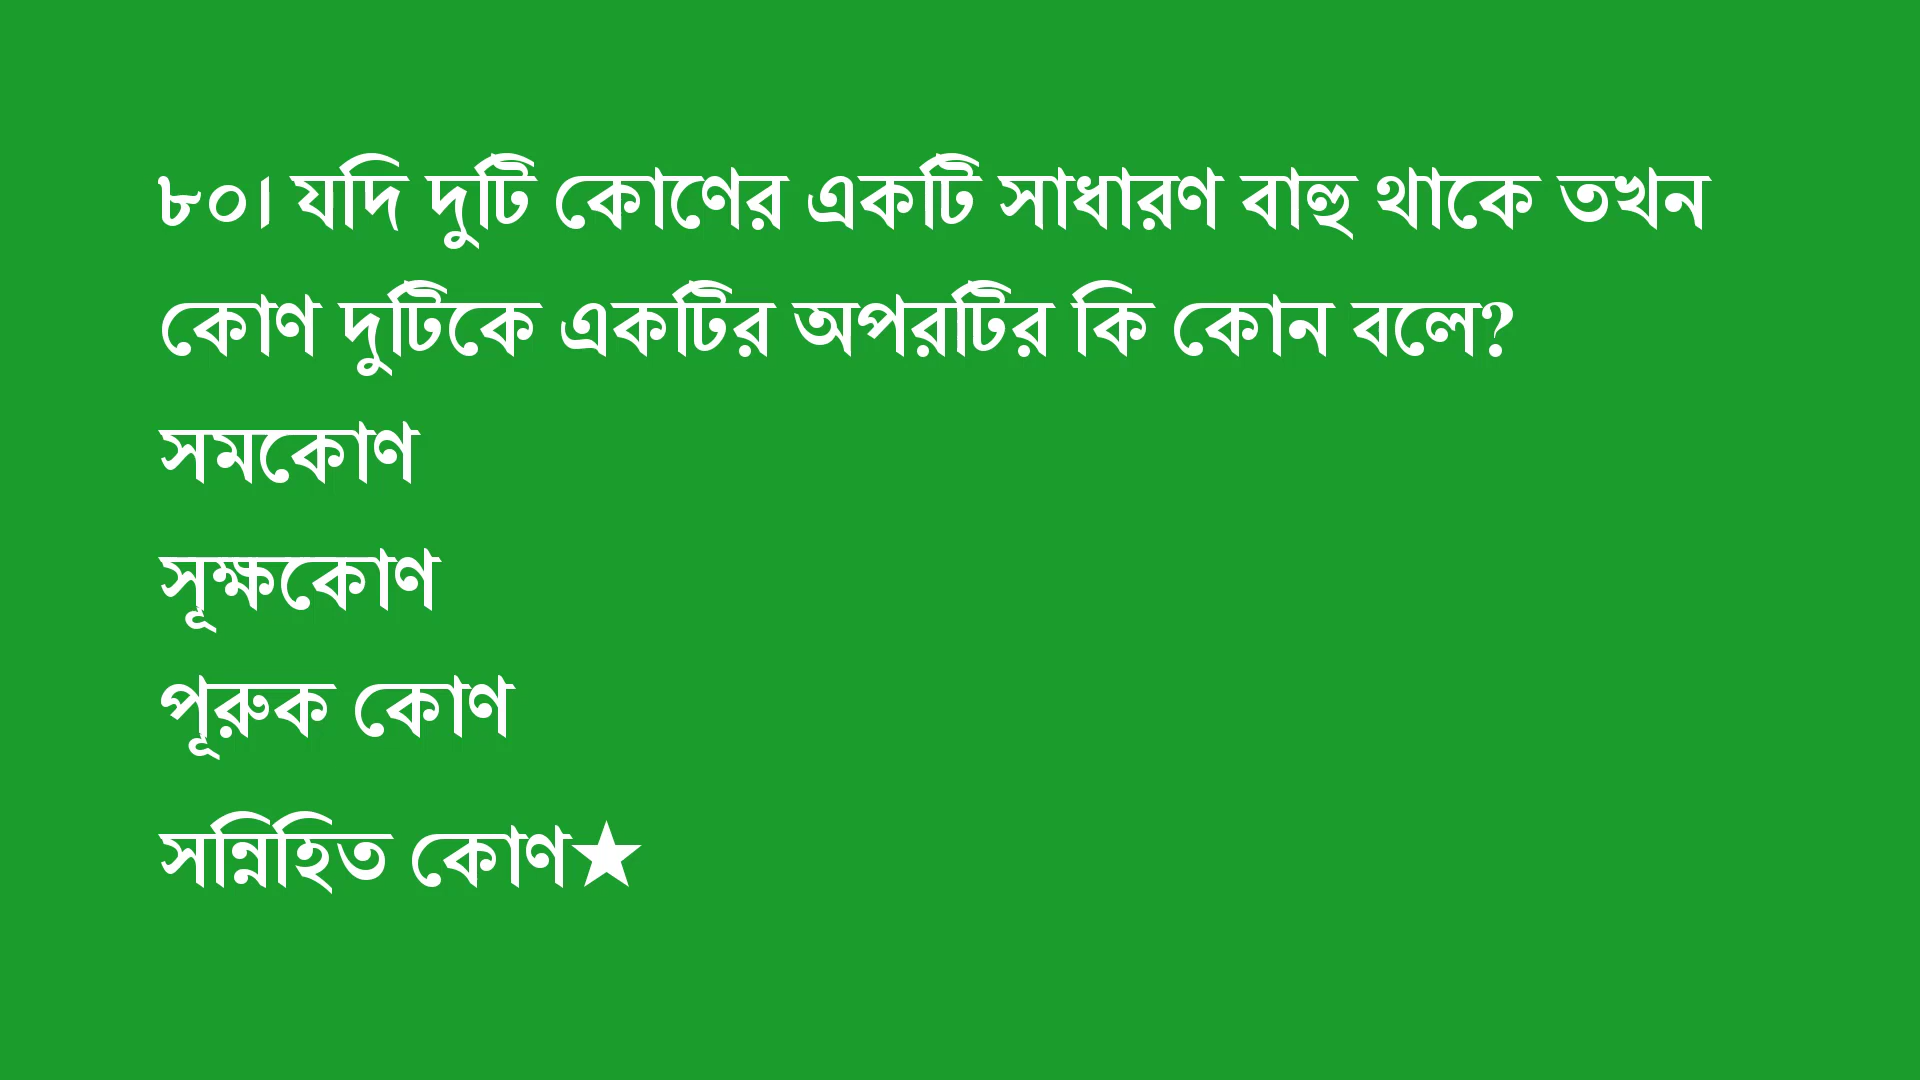 ৮০। যদি দুটি কোণের একটি সাধারণ বাহু থাকে তখন
কোণ দুটিকে একটির অপরটির কি কোন বলে?
সমকোণ
সূক্ষকোণ
পূরুক কোণ
সন্নিহিত কোণ★